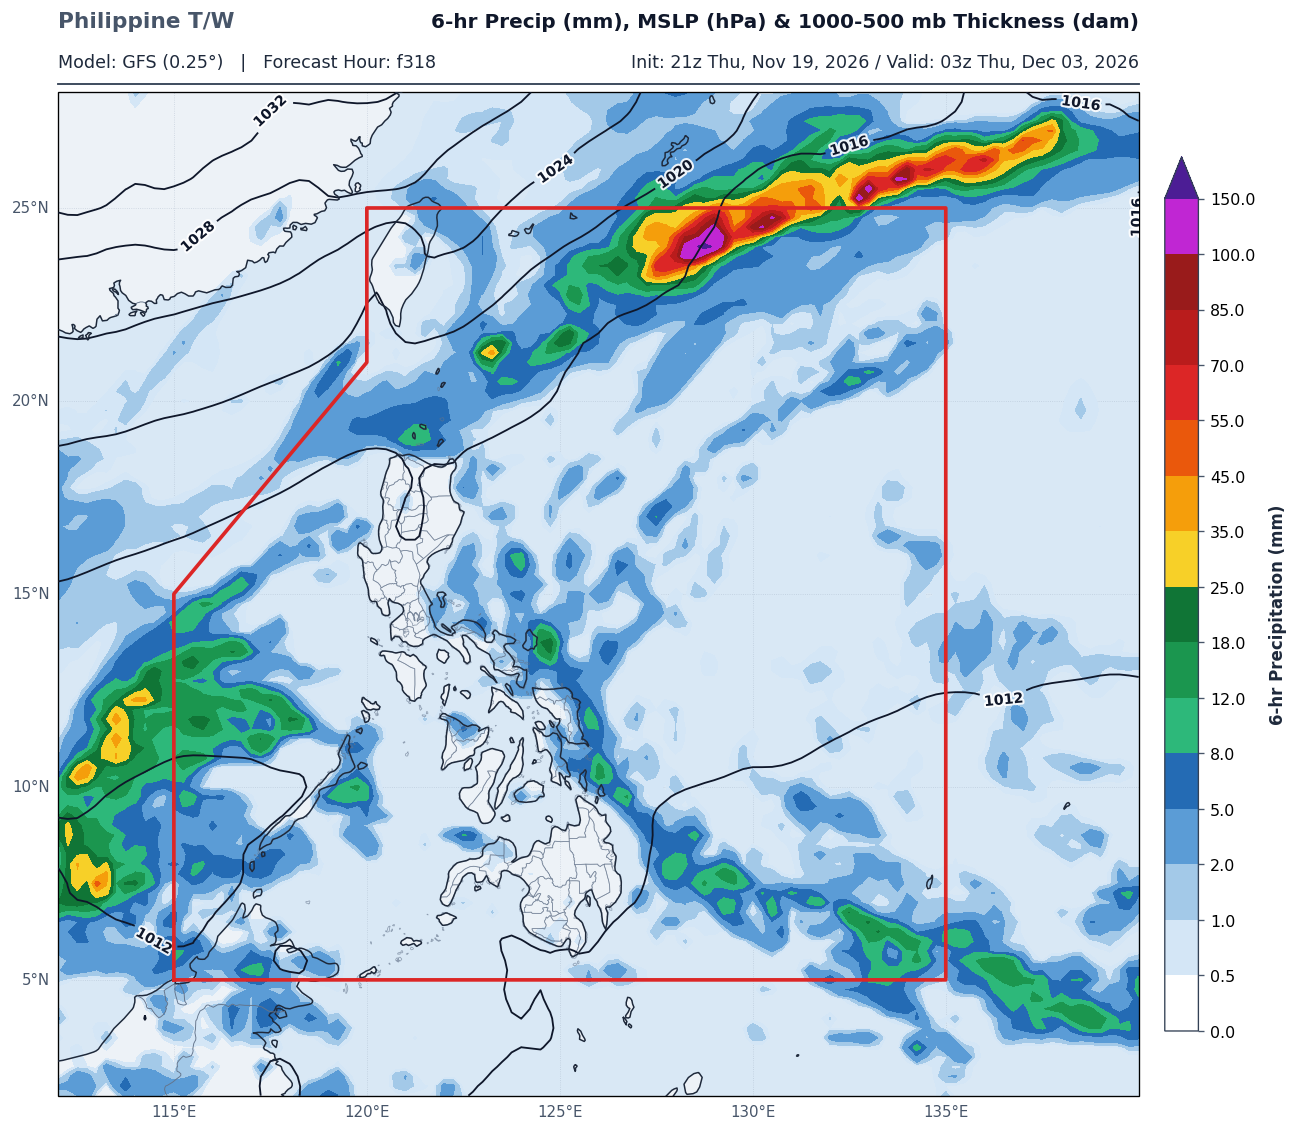 Philippine T/W
6-hr Precip (mm), MSLP (hPa) & 1000-500 mb Thickness (dam)
Model: GFS (0.25°) | Forecast Hour: f318
Init: 21z Thu, Nov 19, 2026 / Valid: 03z Thu, Dec 03, 2026
1032
1016
1016
1024
1020
1028
1016
1012
1012
25°N
20°N
15°N
10°N
5°N
115°E
120°E
125°E
130°E
135°E
150.0
100.0
85.0
70.0
55.0
45.0
35.0
25.0
18.0
12.0
8.0
5.0
2.0
1.0
0.5
0.0
6-hr Precipitation (mm)